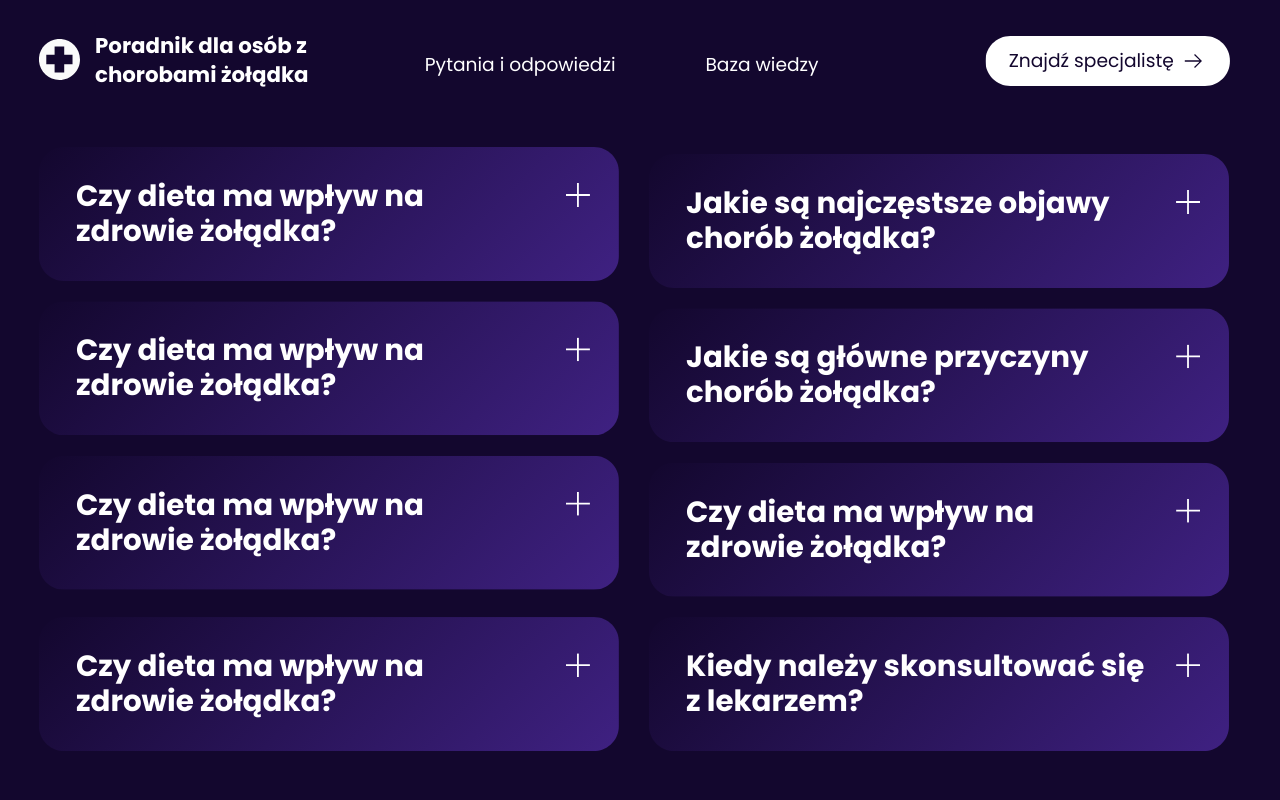 Poradnik dla osób z
chorobami żołądka
Pytania i odpowiedzi
Baza wiedzy
Znajdź specjalistę
Czy dieta ma wpływ na
zdrowie żołądka?
Jakie są najczęstsze objawy
chorób żołądka?
Czy dieta ma wpływ na
zdrowie żołądka?
Jakie są główne przyczyny
chorób żołądka?
Czy dieta ma wpływ na
zdrowie żołądka?
Czy dieta ma wpływ na
zdrowie żołądka?
Czy dieta ma wpływ na
zdrowie żołądka?
Kiedy należy skonsultować się
z lekarzem?